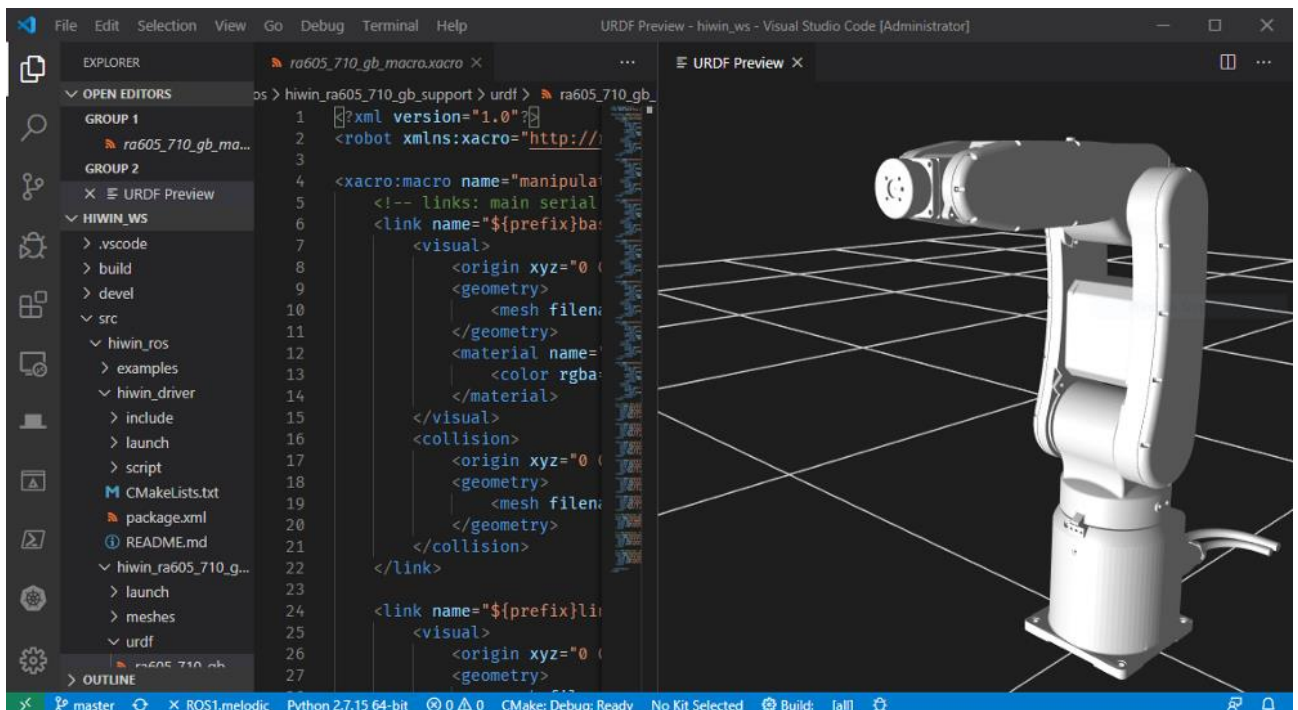 File Edit Selection View Go Debug Terminal Help
URDF Preview - hiwin_ws - Visual Studio Code [Administrator]
EXPLORER
OPEN EDITORS
GROUP 1
ra605_710_gb_ma...
GROUP 2
URDF Preview
HIWIN_WS
.vscode
build
devel
src
hiwin_ros
examples
hiwin_driver
include
launch
script
CMakeLists.txt
package.xml
README.md
hiwin_ra605_710_g...
launch
meshes
urdf
OUTLINE
ra605_710_gb_macro.xacro
os > hiwin_ra605_710_gb_support > urdf > ra605_710_gb_
1 <?xml version="1.0"?>
2 <robot xmlns:xacro="http://
3
4 <xacro:macro name="manipula
5 <!-- links: main serial
6 <link name="${prefix}bas
7 <visual>
8 <origin xyz="0
9 <geometry>
10 <mesh filena
11 </geometry>
12 <material name="
13 <color rgba=
14 </material>
15 </visual>
16 <collision>
17 <origin xyz="0
18 <geometry>
19 <mesh filena
20 </geometry>
21 </collision>
22 </link>
23
24 <link name="${prefix}li
25 <visual>
26 <origin xyz="0
27 <geometry>
URDF Preview
master ROS1.melodic Python 2.7.15 64-bit 0 0 CMake: Debug: Ready No Kit Selected Build: [all]